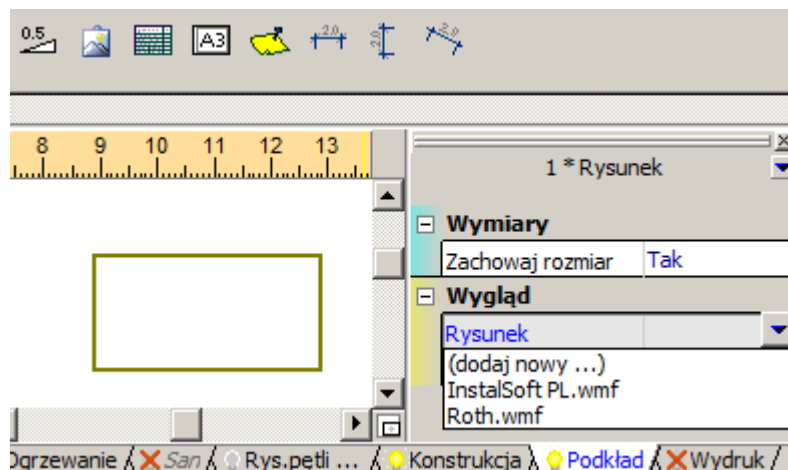 0.5
A3
2.0
2.0
2.0
8 9 10 11 12 13
1 * Rysunek
Wymiary
Zachowaj rozmiar Tak
Wygląd
Rysunek
(dodaj nowy ...)
InstalSoft PL.wmf
Roth.wmf
Ogrzewanie San Rys.pętli ... Konstrukcja Podkład Wydruk